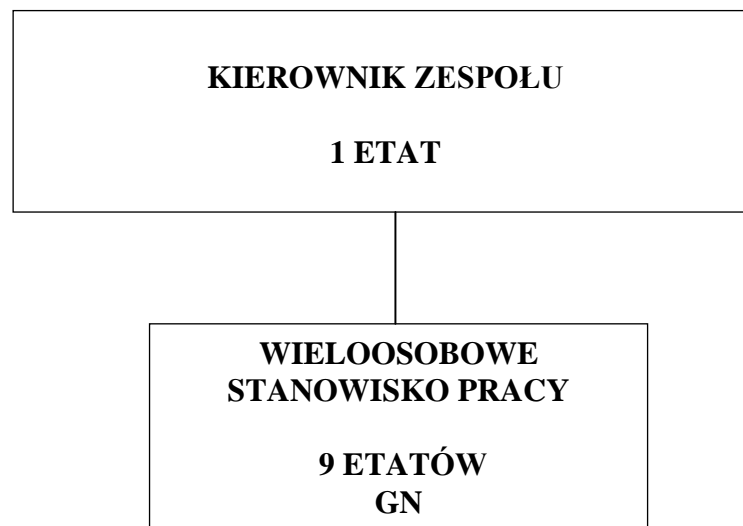 KIEROWNIK ZESPOŁU
1 ETAT
WIELOOSOBOWE
STANOWISKO PRACY
9 ETATÓW
GN